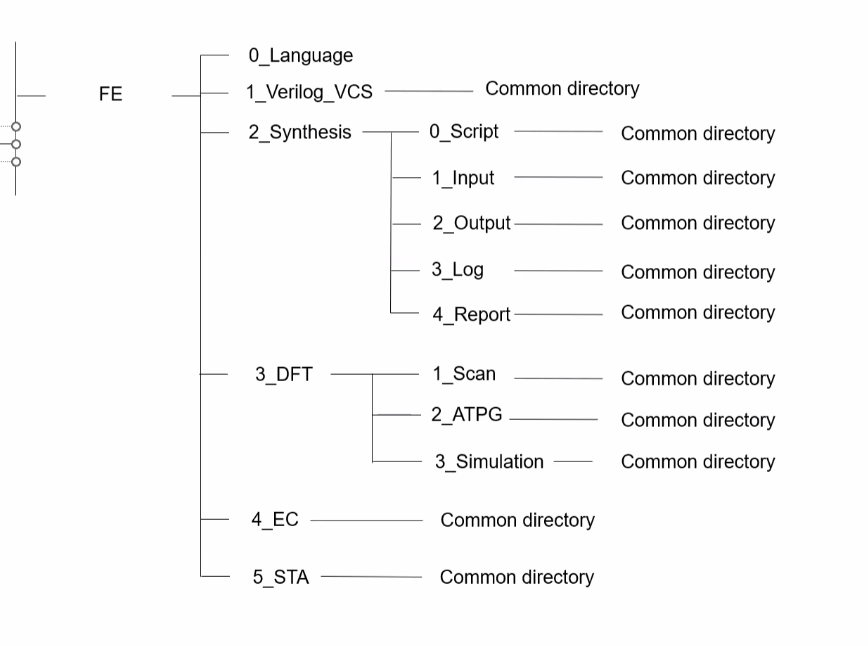 0_Language
FE
1_Verilog_VCS
Common directory
2_Synthesis
0_Script
Common directory
1_Input
Common directory
2_Output
Common directory
3_Log
Common directory
4_Report
Common directory
3_DFT
1_Scan
Common directory
2_ATPG
Common directory
3_Simulation
Common directory
4_EC
Common directory
5_STA
Common directory